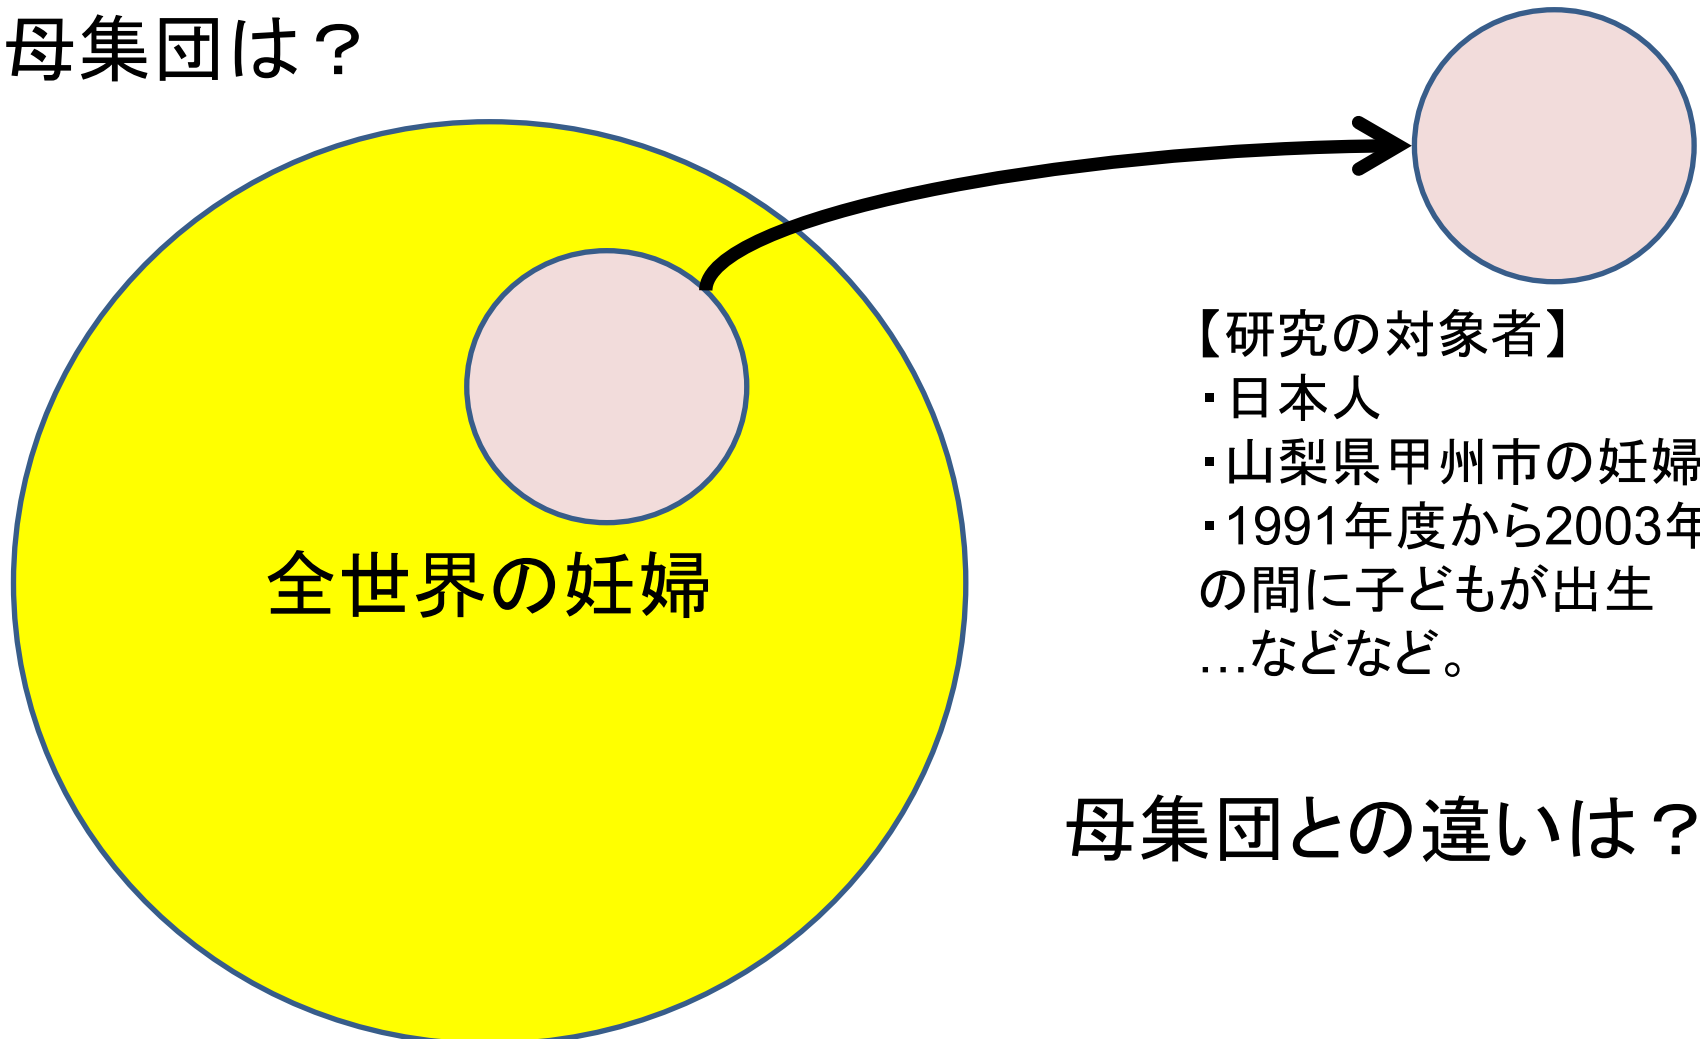 母集団は？
全世界の妊婦
【研究の対象者】
・日本人
・山梨県甲州市の妊婦
・1991年度から2003年
の間に子どもが出生
…などなど。
母集団との違いは？